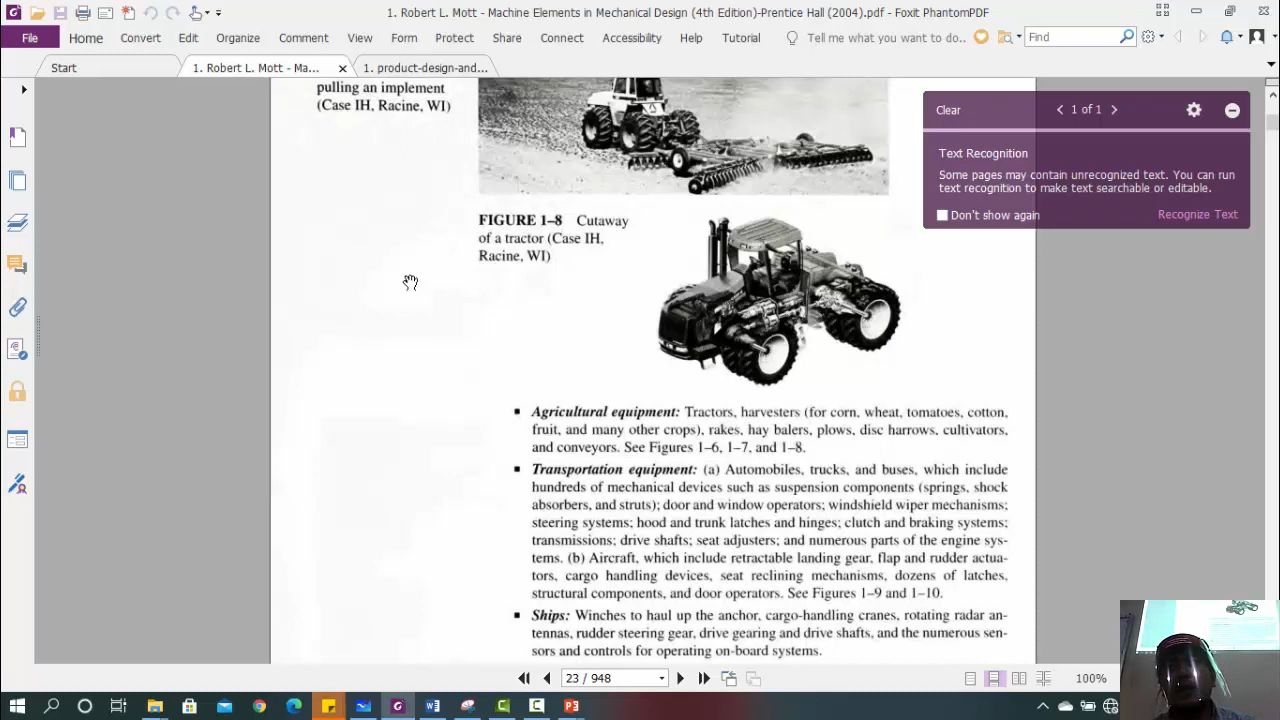 1. Robert L. Mott - Machine Elements in Mechanical Design (4th Edition)-Prentice Hall (2004).pdf - Foxit PhantomPDF
File Home Convert Edit Organize Comment View Form Protect Share Connect Accessibility Help Tutorial Tell me what you want to do.. Find
Start 1. Robert L. Mott - Ma... 1. product-design-and...
pulling an implement
(Case IH, Racine, WI)
Clear 1 of 1
Text Recognition
Some pages may contain unrecognized text. You can run
text recognition to make text searchable or editable.
Don't show again Recognize Text
FIGURE 1–8 Cutaway
of a tractor (Case IH,
Racine, WI)
Agricultural equipment: Tractors, harvesters (for corn, wheat, tomatoes, cotton,
fruit, and many other crops), rakes, hay balers, plows, disc harrows, cultivators,
and conveyors. See Figures 1–6, 1–7, and 1–8.
Transportation equipment: (a) Automobiles, trucks, and buses, which include
hundreds of mechanical devices such as suspension components (springs, shock
absorbers, and struts); door and window operators; windshield wiper mechanisms;
steering systems; hood and trunk latches and hinges; clutch and braking systems;
transmissions; drive shafts; seat adjusters; and numerous parts of the engine sys-
tems. (b) Aircraft, which include retractable landing gear, flap and rudder actua-
tors, cargo handling devices, seat reclining mechanisms, dozens of latches,
structural components, and door operators. See Figures 1–9 and 1–10.
Ships: Winches to haul up the anchor, cargo-handling cranes, rotating radar an-
tennas, rudder steering gear, drive gearing and drive shafts, and the numerous sen-
sors and controls for operating on-board systems.
23 / 948 100%